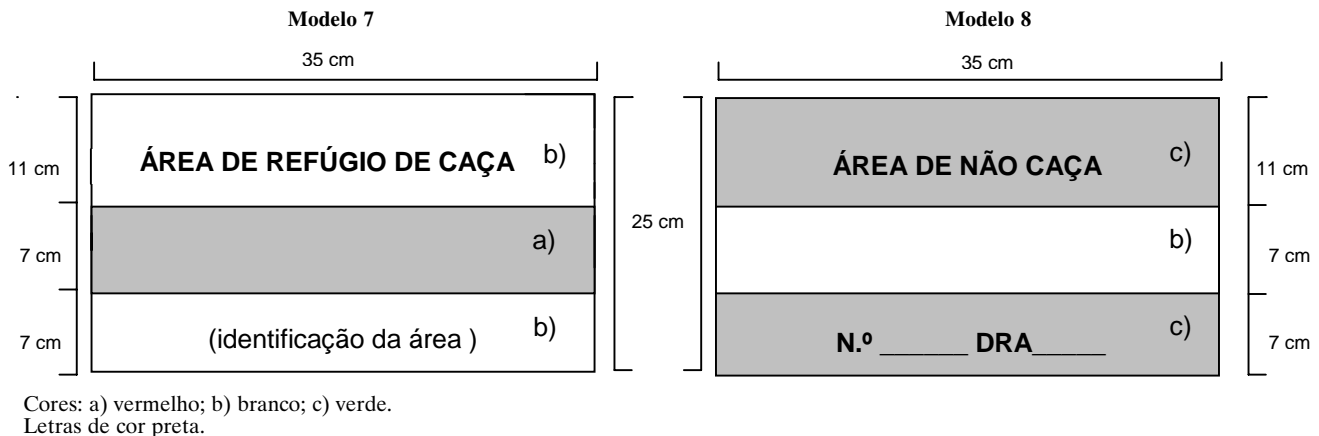 Modelo 7
35 cm
11 cm
7 cm
7 cm
ÁREA DE REFÚGIO DE CAÇA b)
a)
(identificação da área ) b)
25 cm
Modelo 8
35 cm
ÁREA DE NÃO CAÇA c)
b)
N.º ______ DRA_____ c)
11 cm
7 cm
7 cm
Cores: a) vermelho; b) branco; c) verde.
Letras de cor preta.